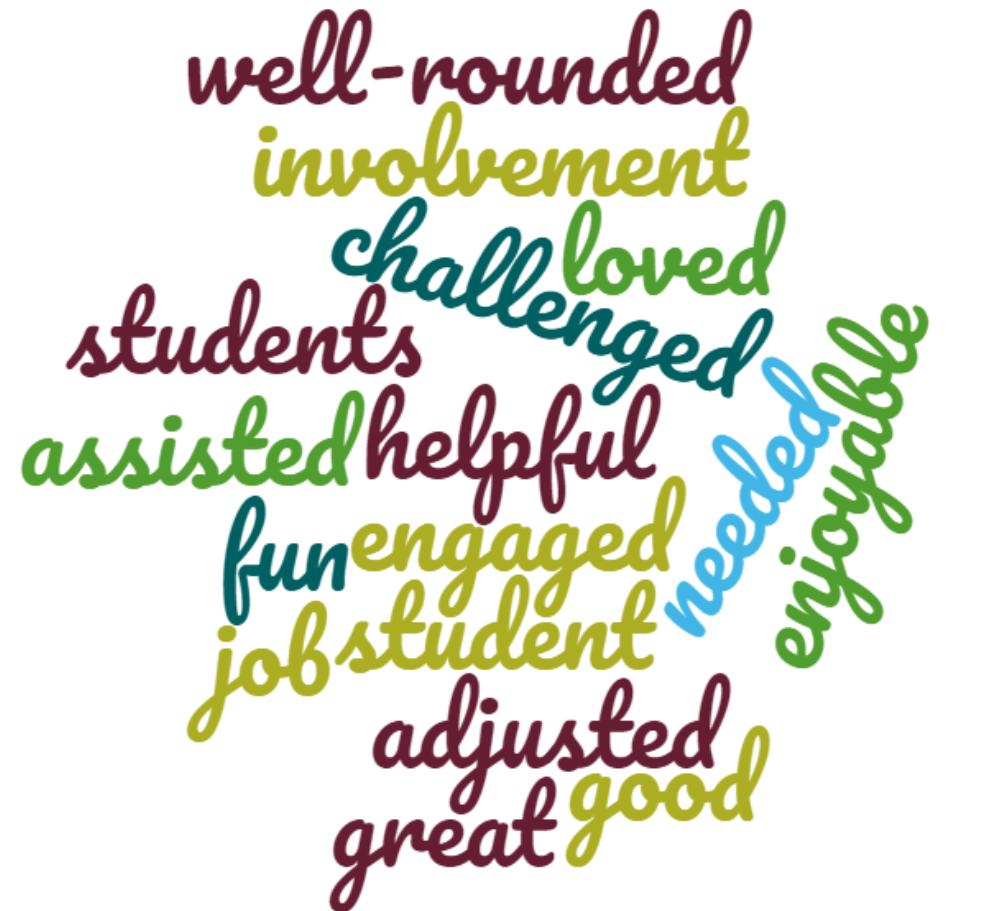 well-rounded
involvement
challenged
loved
students
needed
enjoyable
assisted helpful
fun engaged
job student
adjusted
good
great